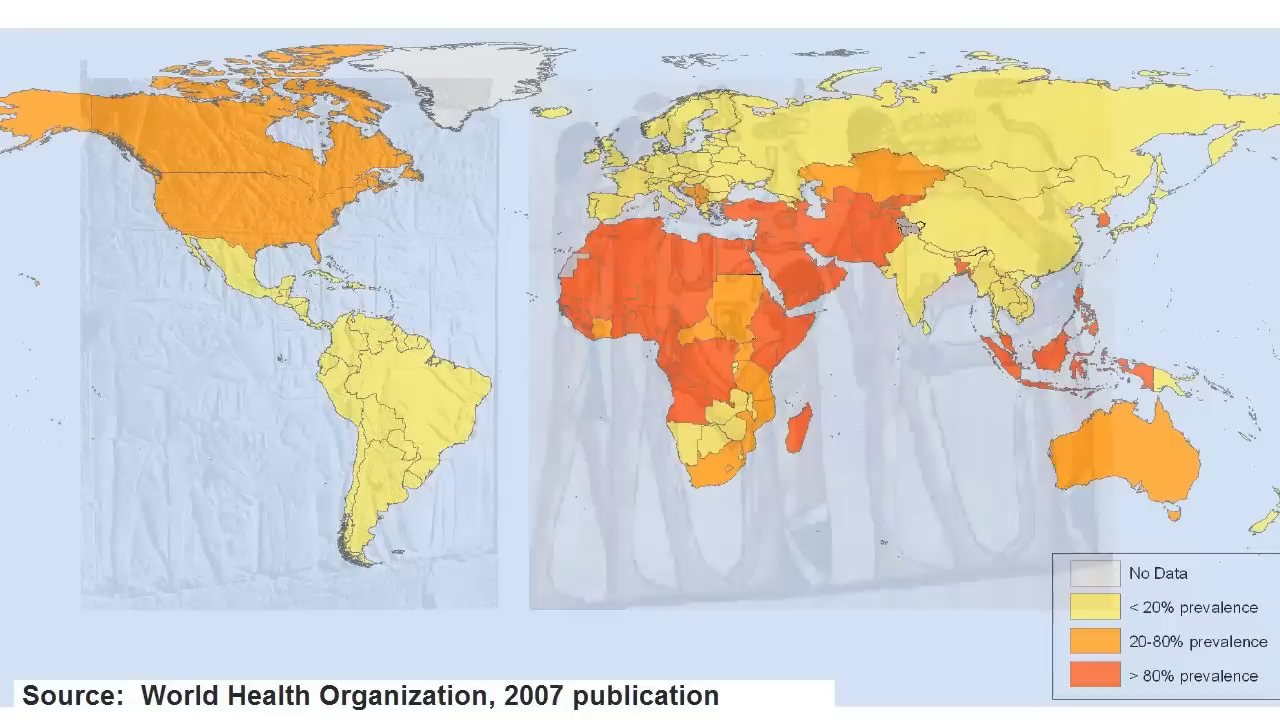 No Data
< 20% prevalence
20-80% prevalence
> 80% prevalence
Source: World Health Organization, 2007 publication